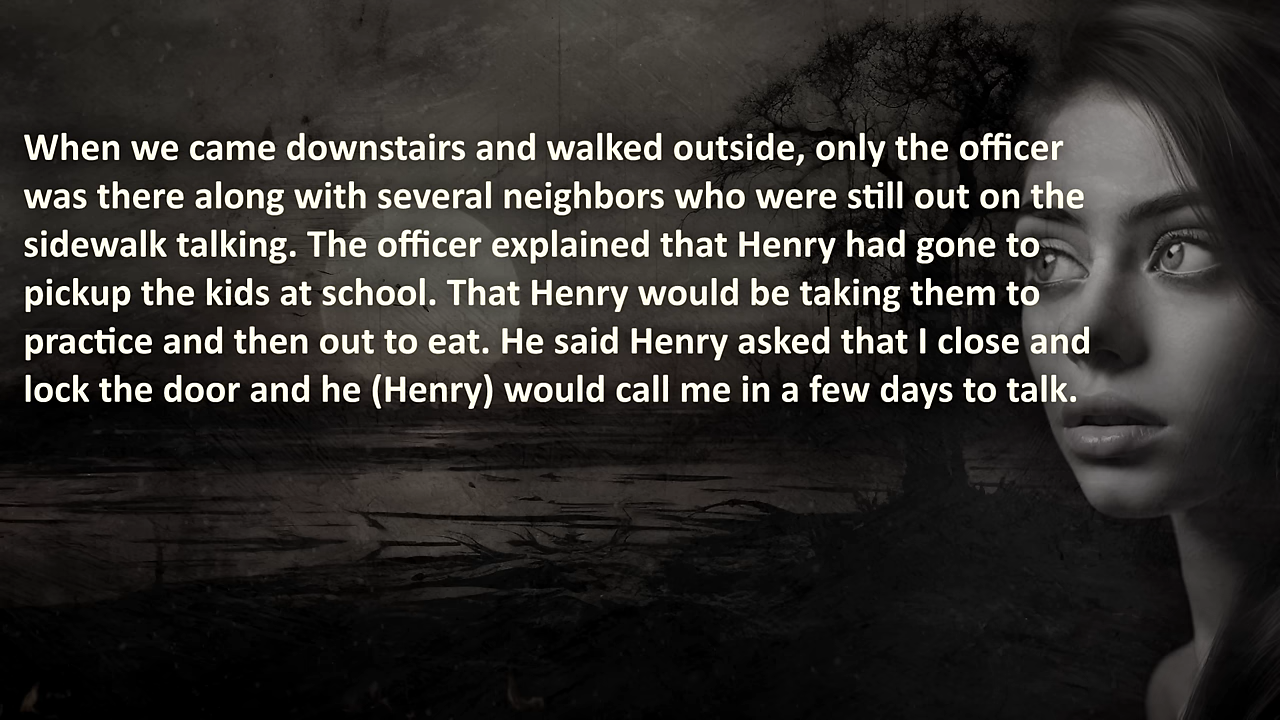 When we came downstairs and walked outside, only the officer
was there along with several neighbors who were still out on the
sidewalk talking. The officer explained that Henry had gone to
pickup the kids at school. That Henry would be taking them to
practice and then out to eat. He said Henry asked that I close and
lock the door and he (Henry) would call me in a few days to talk.